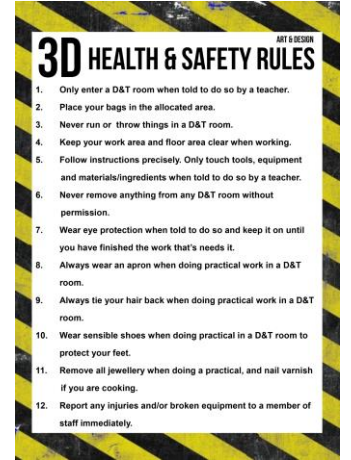 ART & DESIGN
3D HEALTH & SAFETY RULES
1. Only enter a D&T room when told to do so by a teacher.
2. Place your bags in the allocated area.
3. Never run or throw things in a D&T room.
4. Keep your work area and floor area clear when working.
5. Follow instructions precisely. Only touch tools, equipment
and materials/ingredients when told to do so by a teacher.
6. Never remove anything from any D&T room without
permission.
7. Wear eye protection when told to do so and keep it on until
you have finished the work that's needs it.
8. Always wear an apron when doing practical work in a D&T
room.
9. Always tie your hair back when doing practical work in a D&T
room.
10. Wear sensible shoes when doing practical in a D&T room to
protect your feet.
11. Remove all jewellery when doing a practical, and nail varnish
if you are cooking.
12. Report any injuries and/or broken equipment to a member of
staff immediately.